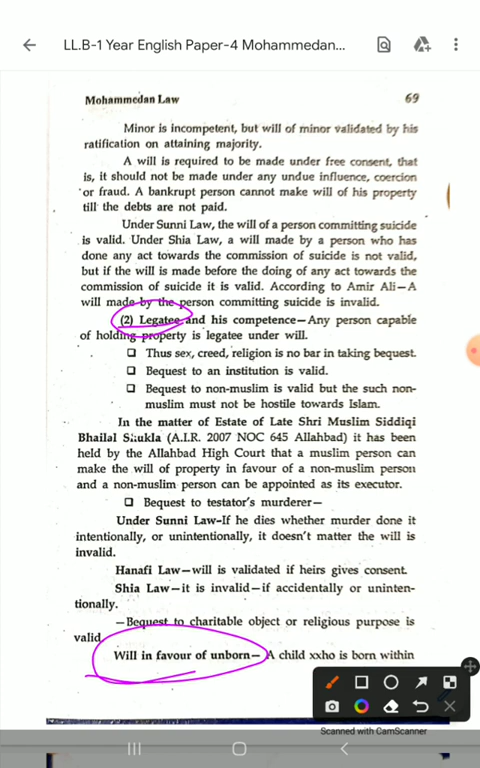 LL.B-1 Year English Paper-4 Mohammedan...
Mohammedan Law 69
Minor is incompetent, but will of minor validated by his
ratification on attaining majority.
A will is required to be made under free consent, that
is, it should not be made under any undue influence, coercion
or fraud. A bankrupt person cannot make will of his property
till the debts are not paid.
Under Sunni Law, the will of a person committing suicide
is valid. Under Shia Law, a will made by a person who has
done any act towards the commission of suicide is not valid,
but if the will is made before the doing of any act towards the
commission of suicide it is valid. According to Amir Ali—A
will made by the person committing suicide is invalid.
(2) Legatee and his competence—Any person capable
of holding property is legatee under will.
Thus sex, creed, religion is no bar in taking bequest.
Bequest to an institution is valid.
Bequest to non-muslim is valid but the such non-
muslim must not be hostile towards Islam.
In the matter of Estate of Late Shri Muslim Siddiqi
Bhailal Shukla (A.I.R. 2007 NOC 645 Allahbad) it has been
held by the Allahbad High Court that a muslim person can
make the will of property in favour of a non-muslim person
and a non-muslim person can be appointed as its executor.
Bequest to testator's murderer—
Under Sunni Law-If he dies whether murder done it
intentionally, or unintentionally, it doesn't matter the will is
invalid.
Hanafi Law—will is validated if heirs gives consent.
Shia Law—it is invalid—if accidentally or uninten-
tionally.
—Bequest to charitable object or religious purpose is
valid
Will in favour of unborn— A child xxho is born within
Scanned with CamScanner